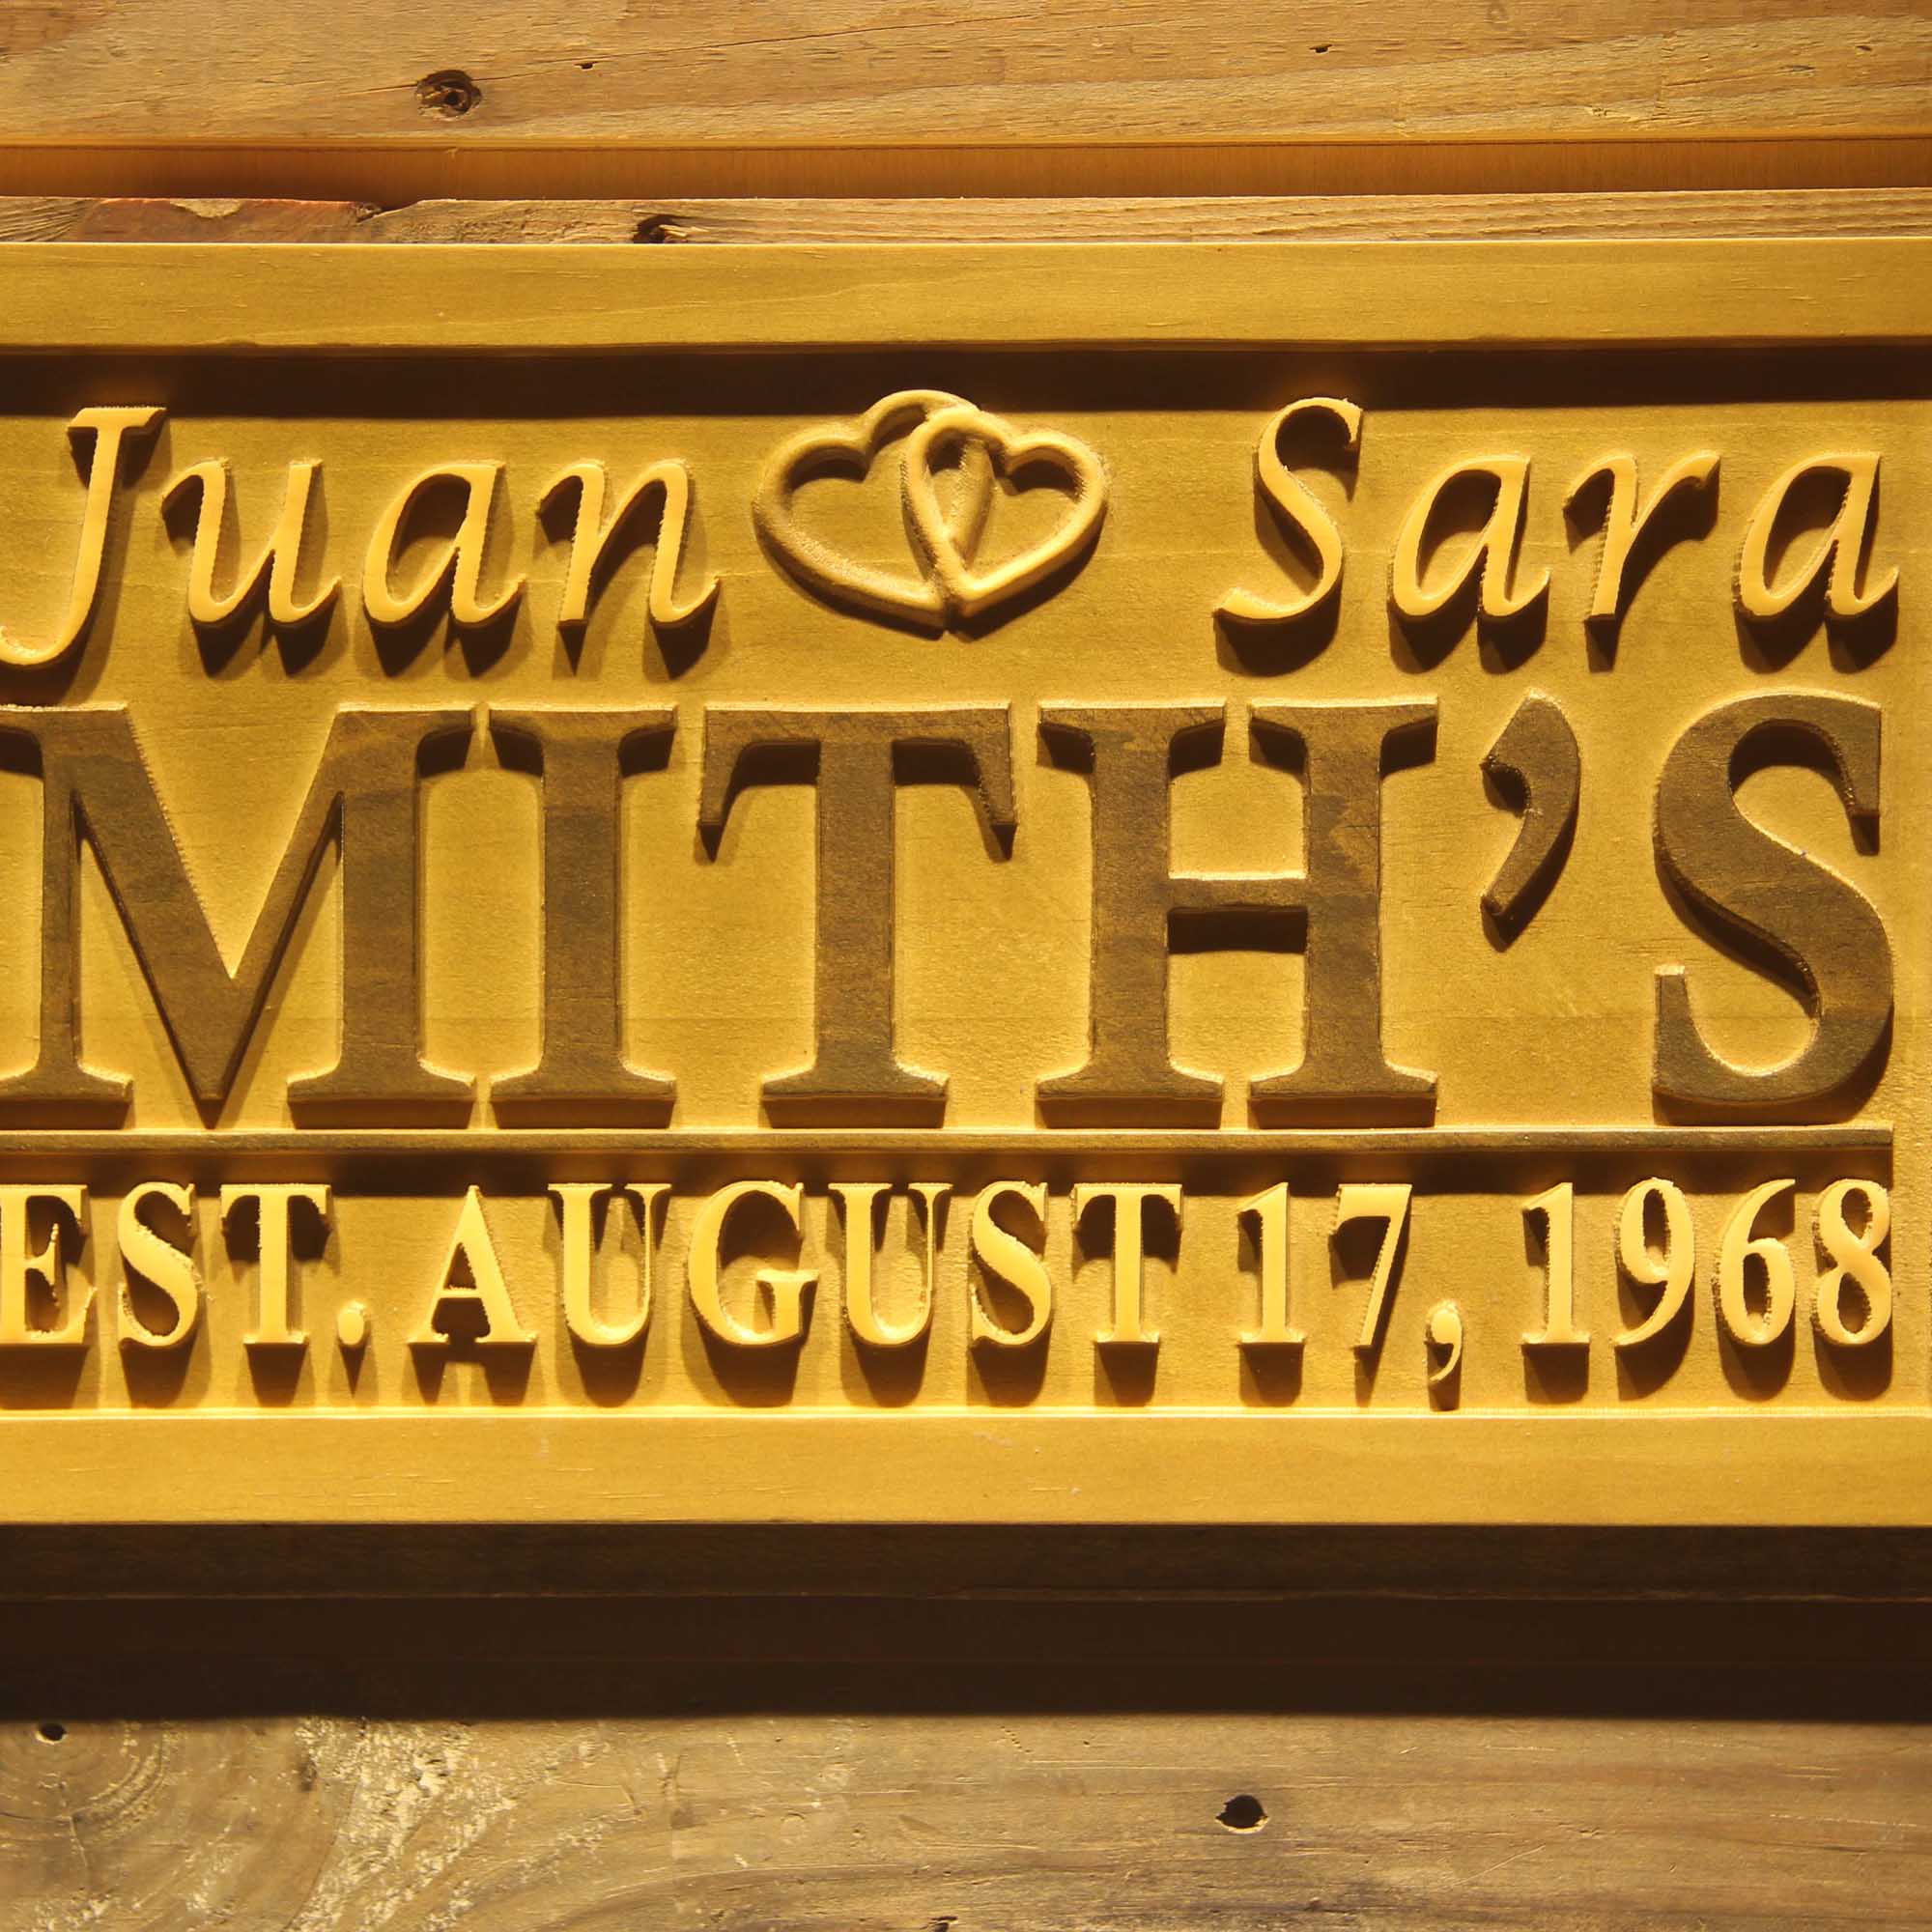 Juan Sara
MITH'S
EST. AUGUST 17, 1968